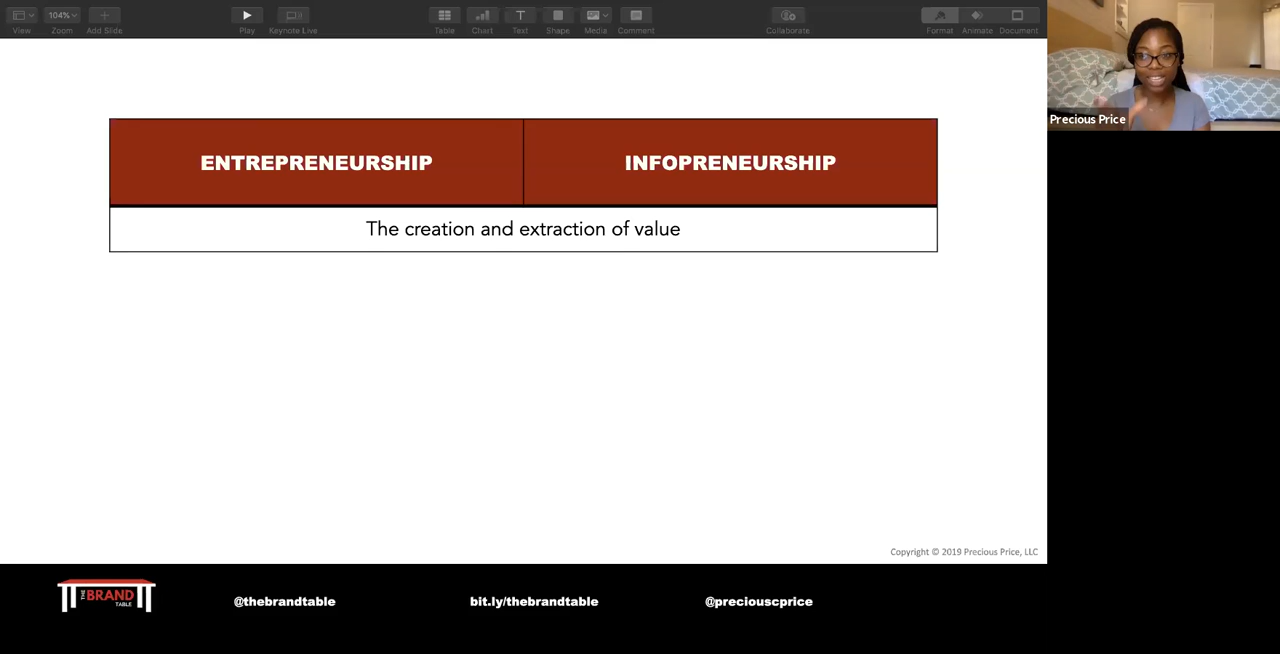 View
104%
Zoom
Add Slide
Play
Keynote Live
Table
Chart
Text
Shape
Media
Comment
Collaborate
Format
Animate
Document
Precious Price
ENTREPRENEURSHIP
INFOPRENEURSHIP
The creation and extraction of value
Copyright © 2019 Precious Price, LLC
THE
BRAND
TABLE
@thebrandtable
bit.ly/thebrandtable
@preciouscprice